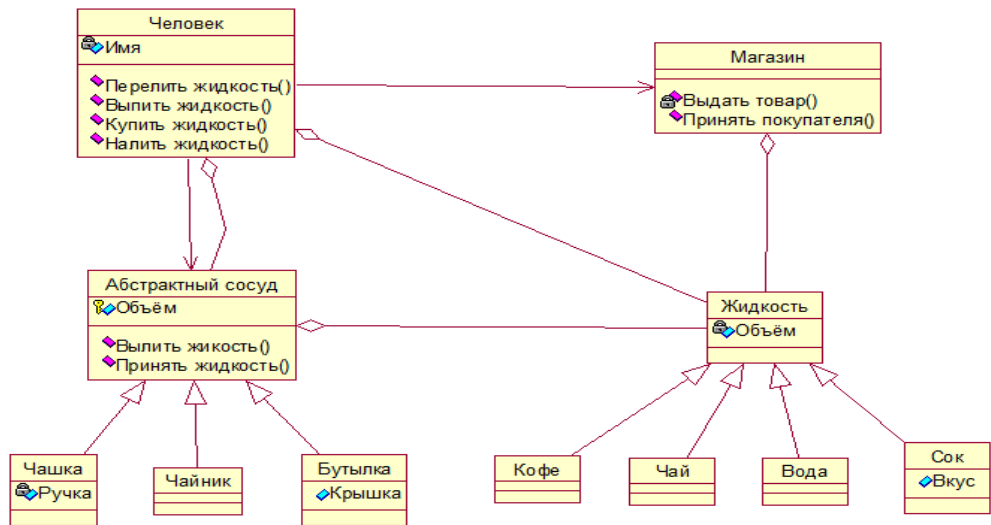 Человек
Имя
Перелить жидкость()
Выпить жидкость()
Купить жидкость()
Налить жидкость()
Магазин
Выдать товар()
Принять покупателя()
Абстрактный сосуд
Объём
Вылить жикость()
Принять жидкость()
Жидкость
Объём
Чашка
Ручка
Чайник
Бутылка
Крышка
Кофе
Чай
Вода
Сок
Вкус